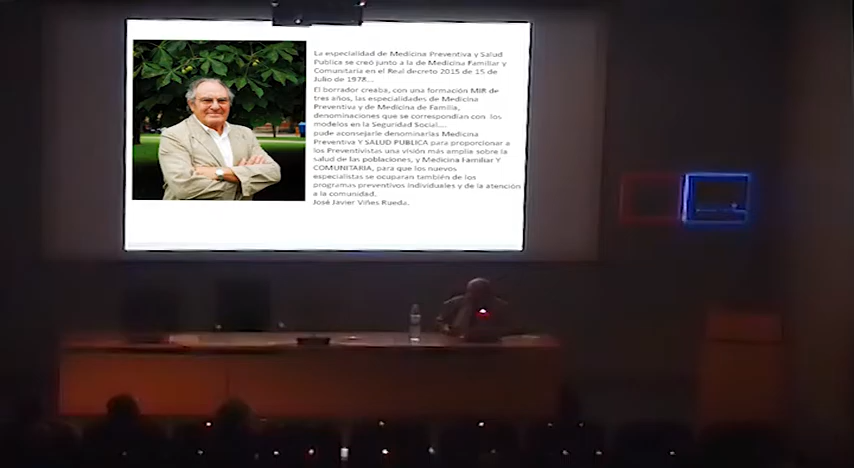 La especialidad de Medicina Preventiva y Salud
Publica se creó junto a la de Medicina Familiar y
Comunitaria en el Real decreto 2015 de 15 de
Julio de 1978...
El borrador creaba, con una formación MIR de
tres años, las especialidades de Medicina
Preventiva y de Medicina de Familia,
denominaciones que se correspondían con los
modelos en la Seguridad Social....
pude aconsejarle denominarlas Medicina
Preventiva Y SALUD PUBLICA para proporcionar a
los Preventivistas una visión más amplia sobre la
salud de las poblaciones, y Medicina Familiar Y
COMUNITARIA, para que los nuevos
especialistas se ocuparan también de los
programas preventivos individuales y de la atención
a la comunidad.
José Javier Viñes Rueda.